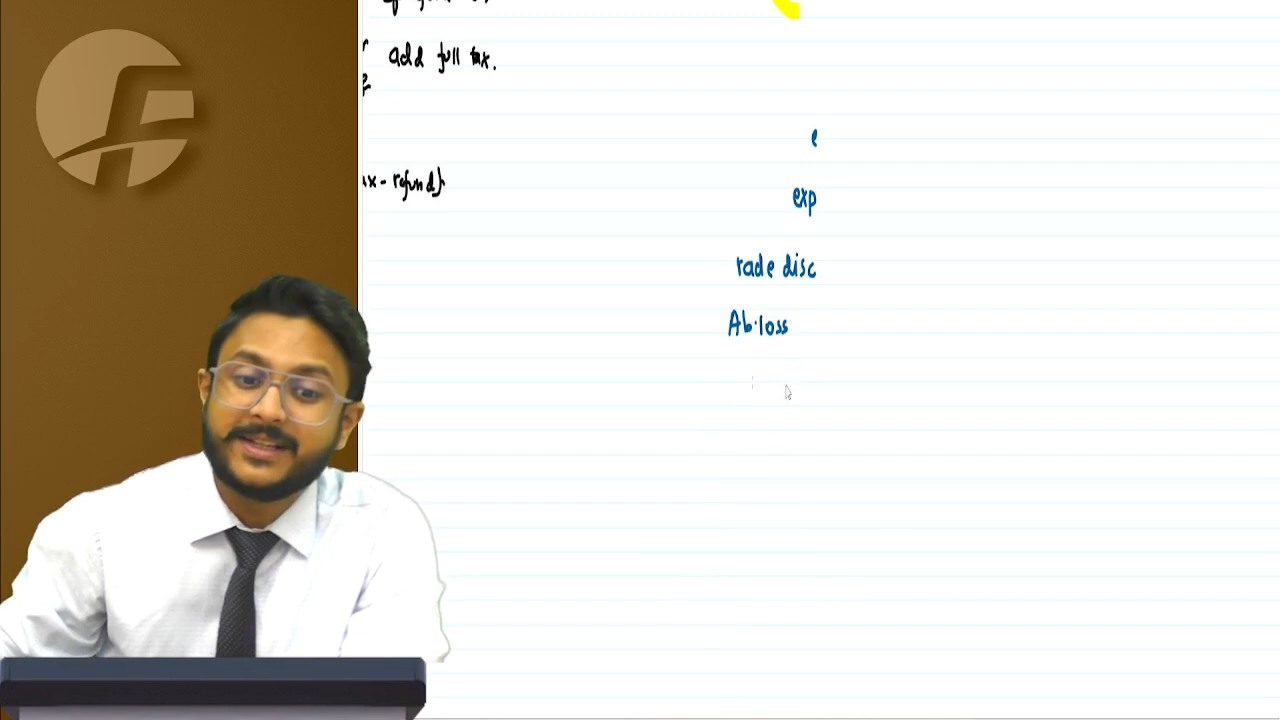 add full tax.
e
x-refund}
exp
rade disc
Ab.loss